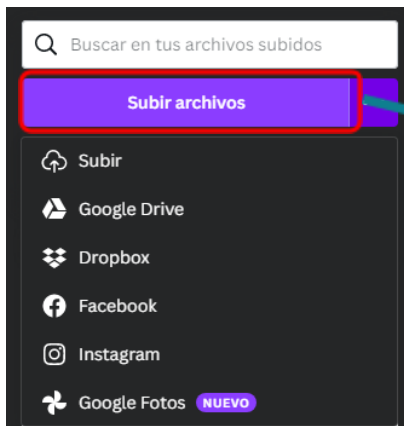 Buscar en tus archivos subidos
Subir archivos
Subir
Google Drive
Dropbox
Facebook
Instagram
Google Fotos NUEVO